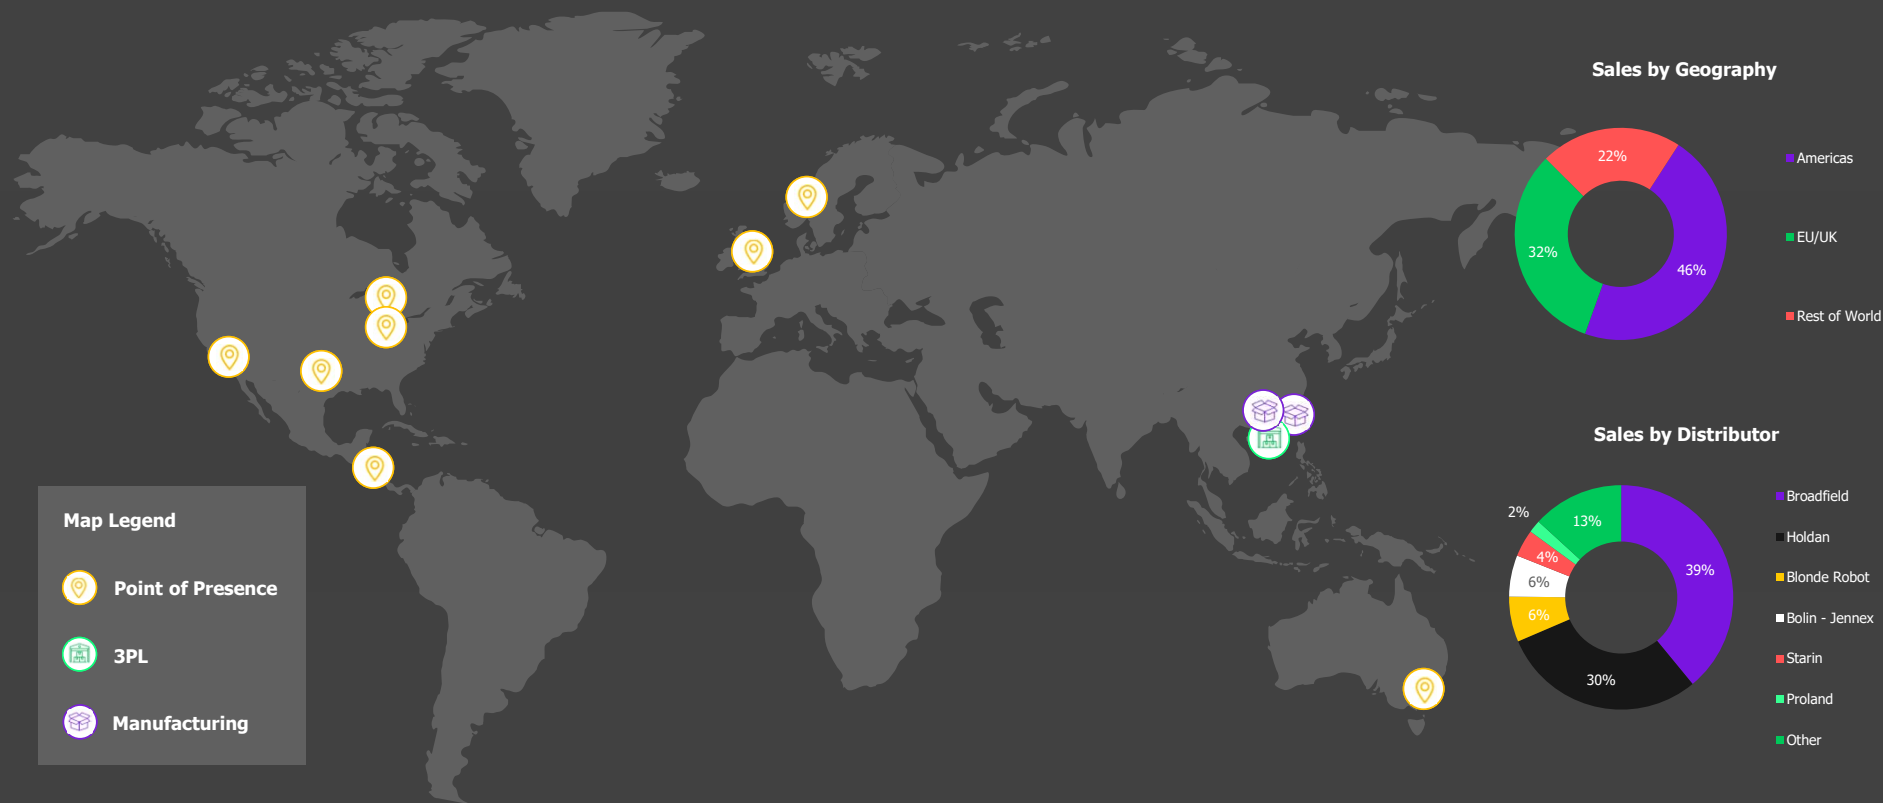 Sales by Geography
22%
Americas
32%
EU/UK
46%
Rest of World
Sales by Distributor
2%
13%
Broadfield
4%
39%
Holdan
6%
Blonde Robot
6%
Bolin - Jennex
30%
Starin
Proland
Other
Map Legend
Point of Presence
3PL
Manufacturing